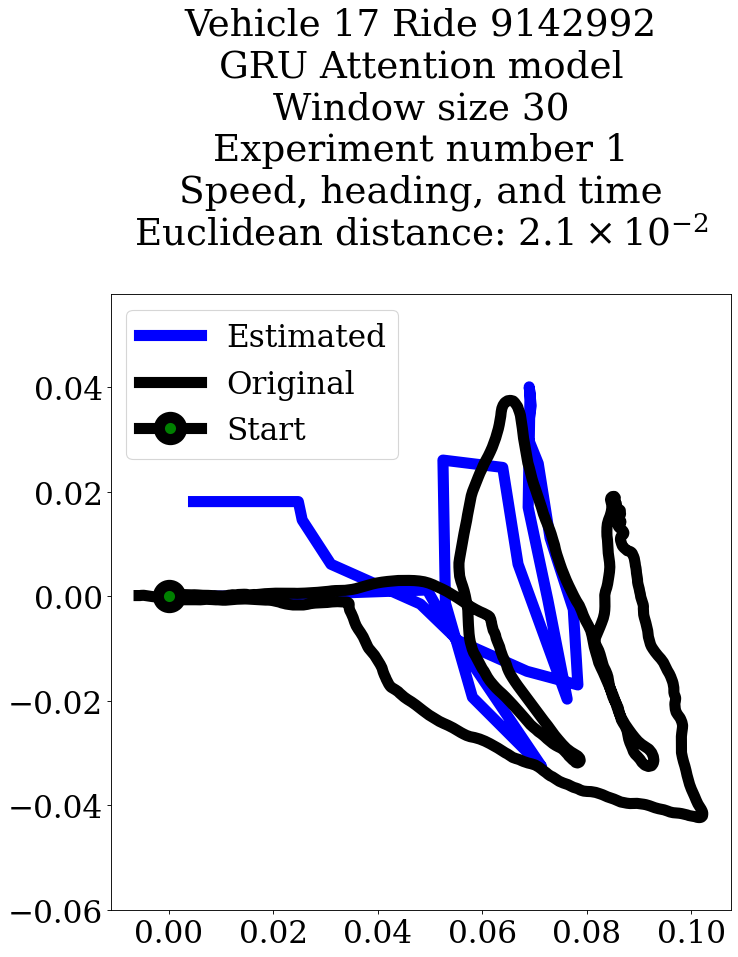 Vehicle 17 Ride 9142992
GRU Attention model
Window size 30
Experiment number 1
Speed, heading, and time
Euclidean distance: 2.1 × 10⁻²
Estimated
Original
Start
0.04
0.02
0.00
−0.02
−0.04
−0.06
0.00 0.02 0.04 0.06 0.08 0.10